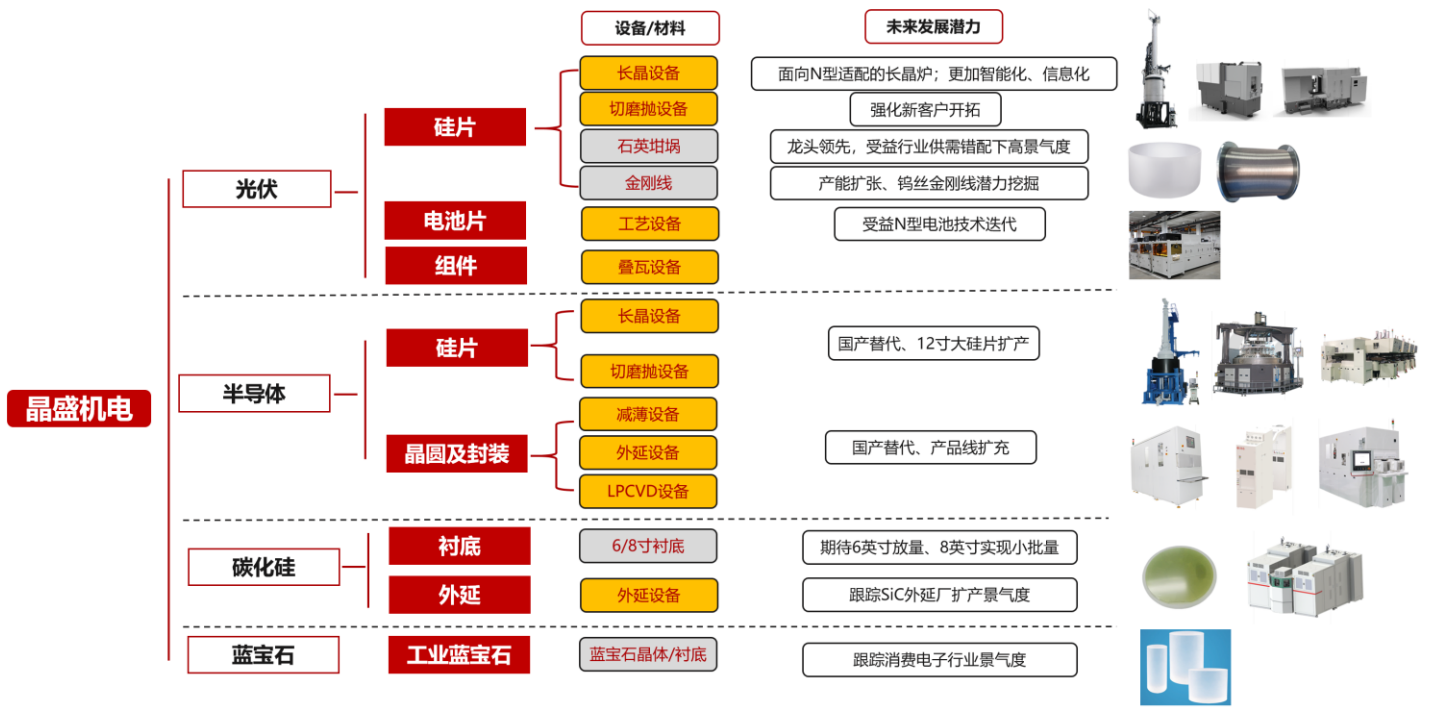 设备/材料
未来发展潜力
晶盛机电
光伏
硅片
长晶设备
面向N型适配的长晶炉；更加智能化、信息化
切磨抛设备
强化新客户开拓
石英坩埚
龙头领先，受益行业供需错配下高景气度
金刚线
产能扩张、钨丝金刚线潜力挖掘
电池片
工艺设备
受益N型电池技术迭代
组件
叠瓦设备
半导体
硅片
长晶设备
切磨抛设备
国产替代、12寸大硅片扩产
晶圆及封装
减薄设备
外延设备
LPCVD设备
国产替代、产品线扩充
碳化硅
衬底
6/8寸衬底
期待6英寸放量、8英寸实现小批量
外延
外延设备
跟踪SiC外延厂扩产景气度
蓝宝石
工业蓝宝石
蓝宝石晶体/衬底
跟踪消费电子行业景气度